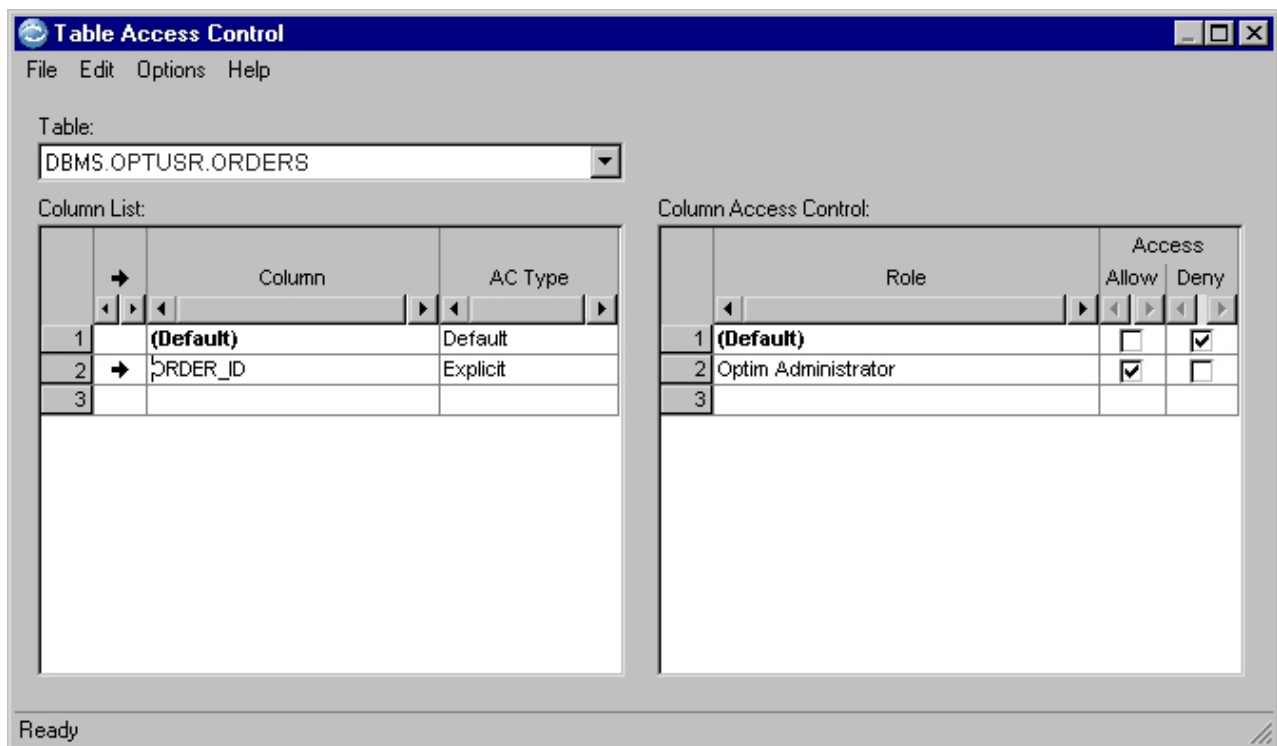 Table Access Control
File Edit Options Help
Table:
DBMS.OPTUSR.ORDERS
Column List:
Column AC Type
1 (Default) Default
2 ORDER_ID Explicit
3
Column Access Control:
Access
Role Allow Deny
1 (Default)
2 Optim Administrator
3
Ready